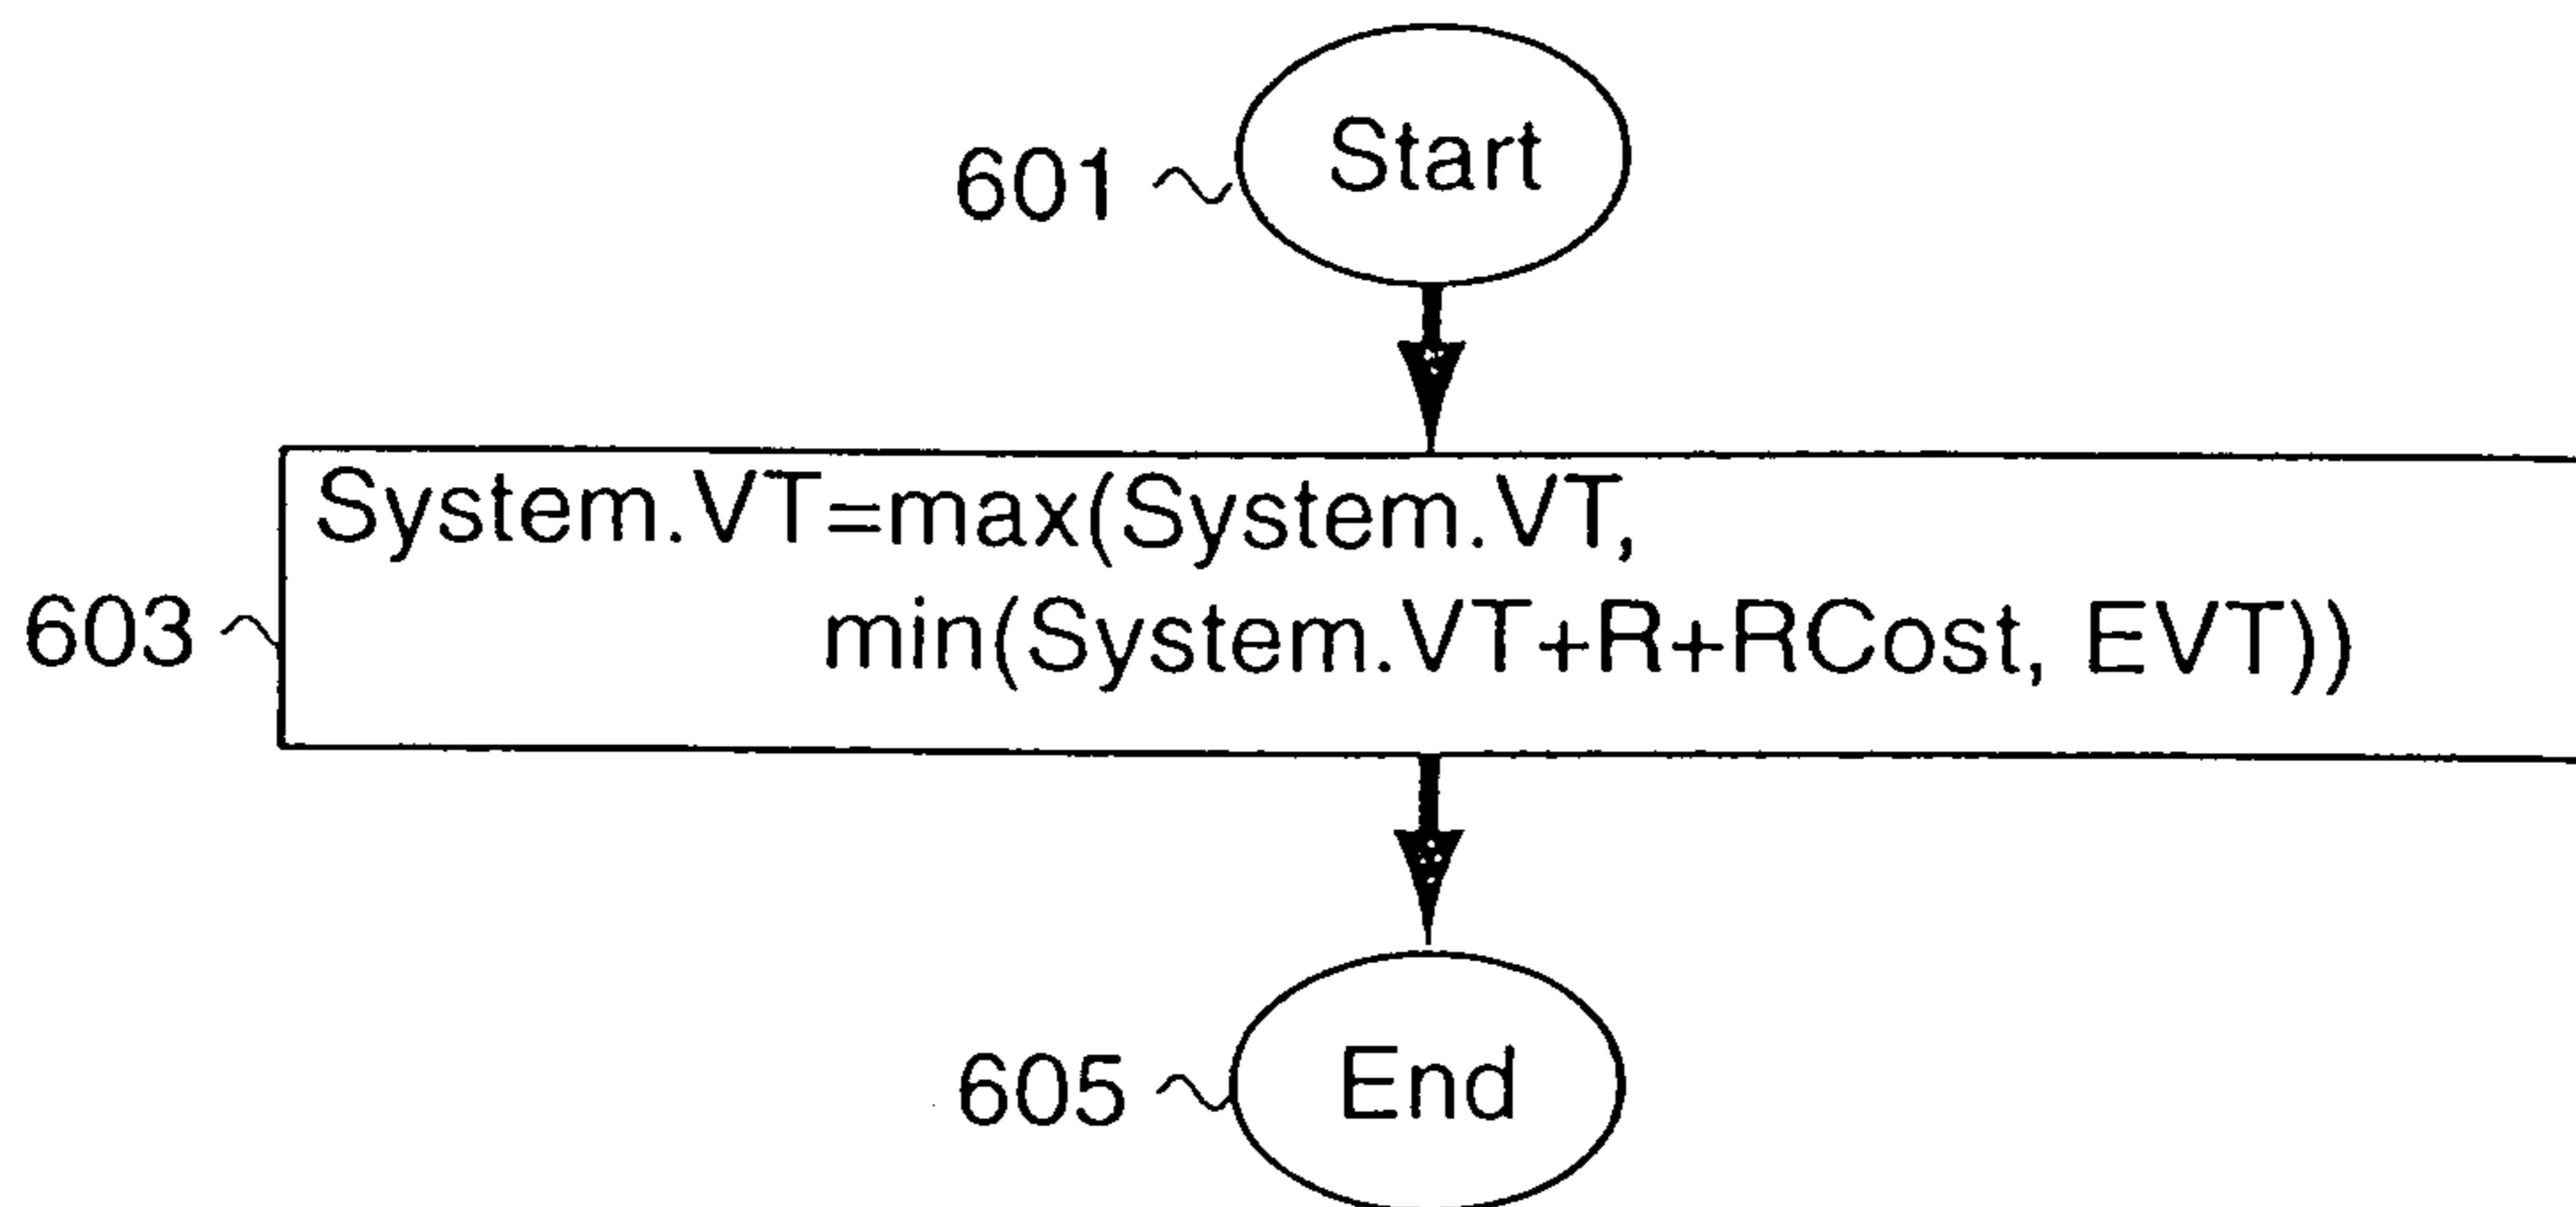 601
Start
System.VT=max(System.VT,
603
min(System.VT+R+RCost, EVT))
605
End